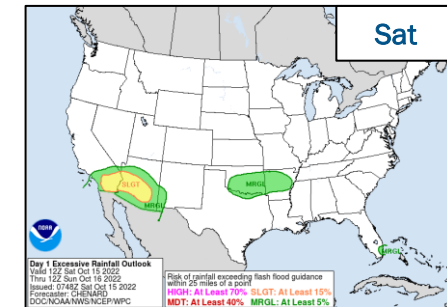 Sat
SLGT
MRGL
MRGL
MRGL
NOAA
Day 1 Excessive Rainfall Outlook
Valid 12Z Sat Oct 15 2022
Thru 12Z Sun Oct 16 2022
Issued: 0748Z Sat Oct 15 2022
Forecaster: CHENARD
DOC/NOAA/NWS/NCEP/WPC
Risk of rainfall exceeding flash flood guidance
within 25 miles of a point
HIGH: At Least 70% SLGT: At Least 15%
MDT: At Least 40% MRGL: At Least 5%